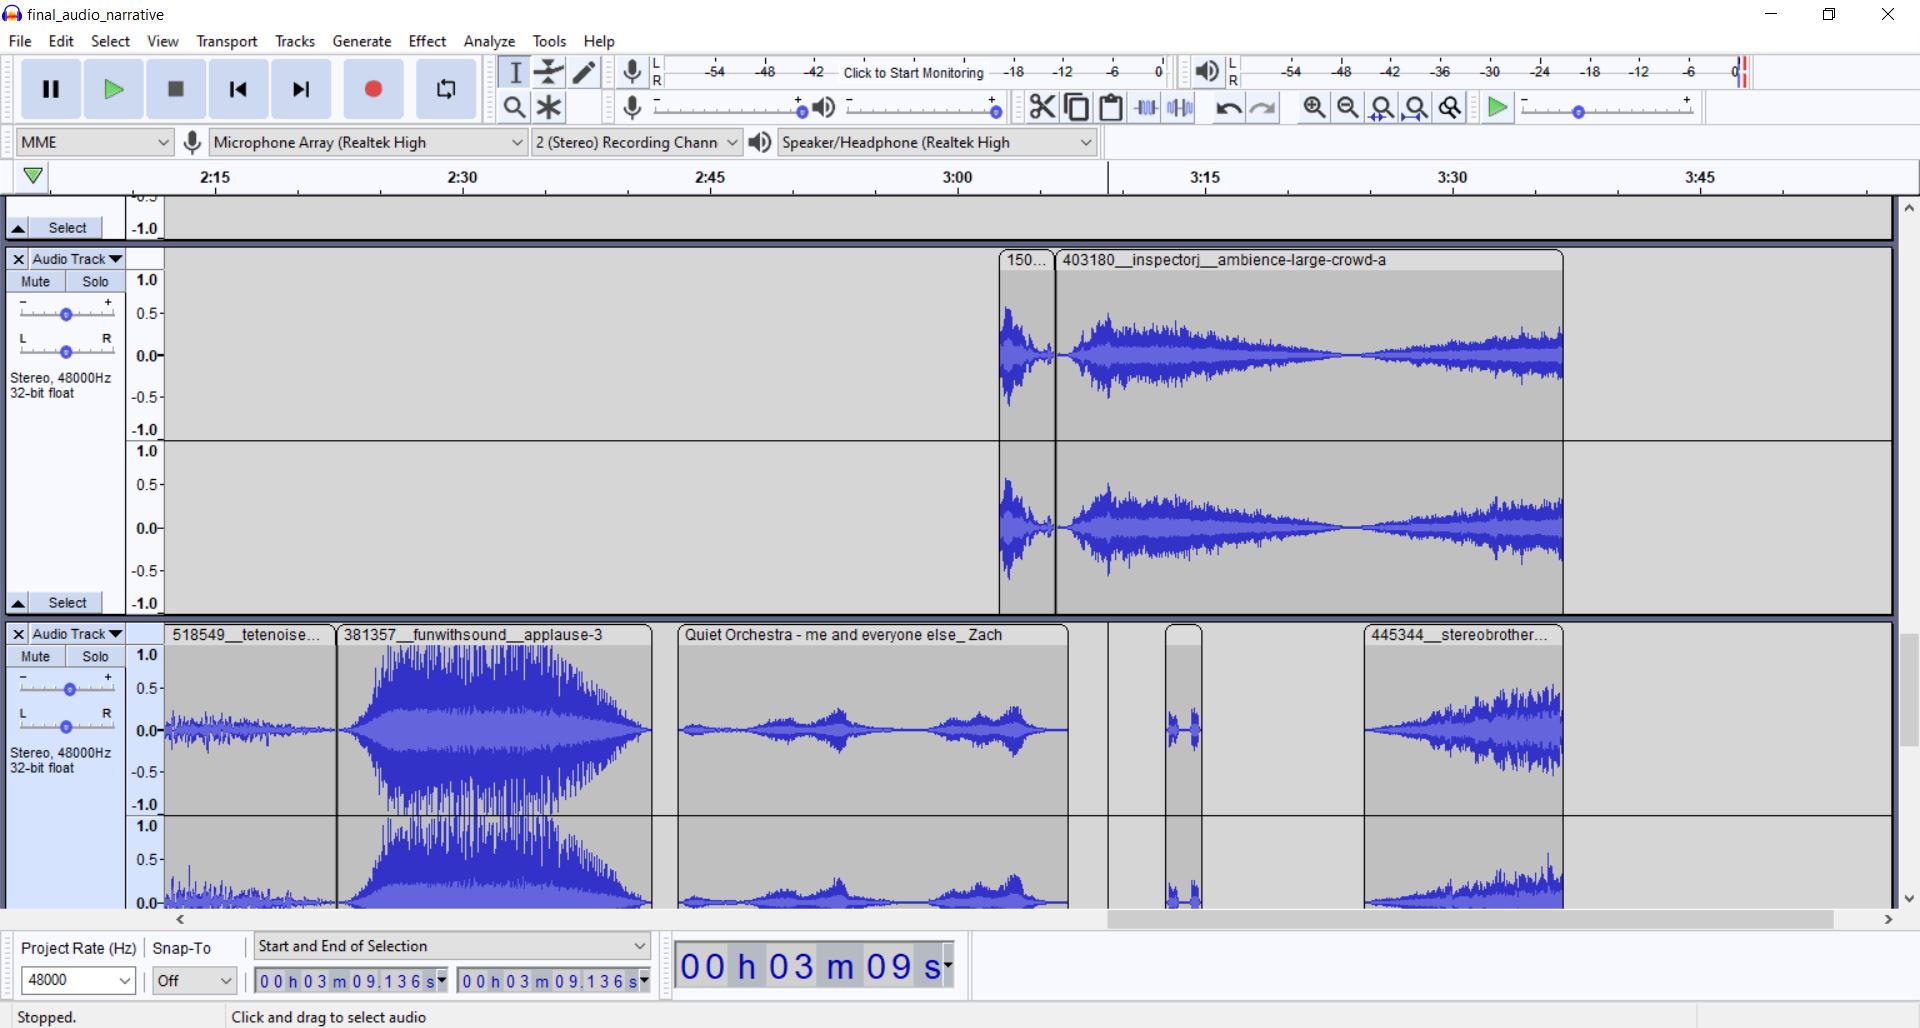 final_audio_narrative
File Edit Select View Transport Tracks Generate Effect Analyze Tools Help
L R -54 -48 -42 Click to Start Monitoring -18 -12 -6 0 L R -54 -48 -42 -36 -30 -24 -18 -12 -6 0
- + - + - +
MME Microphone Array (Realtek High 2 (Stereo) Recording Chann Speaker/Headphone (Realtek High
2:15 2:30 2:45 3:00 3:15 3:30 3:45
-0.5
Select -1.0
Audio Track 150... 403180__inspectorj__ambience-large-crowd-a
Mute Solo 1.0
- + 0.5
L R
0.0
Stereo, 48000Hz
32-bit float
-0.5
-1.0
1.0
0.5
0.0
-0.5
Select -1.0
Audio Track 518549__tetenoise... 381357__funwithsound__applause-3 Quiet Orchestra - me and everyone else_ Zach 445344__stereobrother...
Mute Solo 1.0
- + 0.5
L R
0.0
Stereo, 48000Hz
32-bit float
-0.5
-1.0
1.0
0.5
0.0
Project Rate (Hz) Snap-To Start and End of Selection
48000 Off 00 h 03 m 09.136 s 00 h 03 m 09.136 s 00 h 03 m 09 s
Stopped. Click and drag to select audio